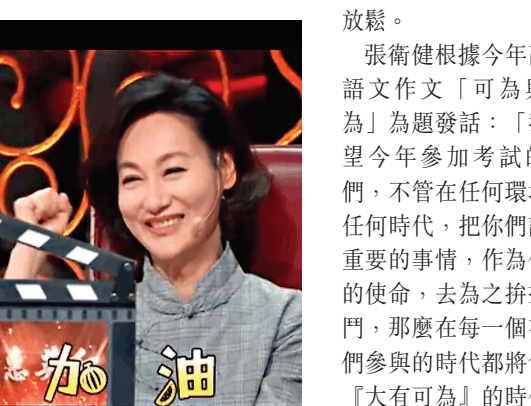 放鬆。
張衛健根據今年
語文作文「可為
為」為題發話：「
望今年參加考試
們，不管在任何環
任何時代，把你們
重要的事情，作為
的使命，去為之拚
鬥，那麼在每一個
們參與的時代都將
『大有可為』的時
加油